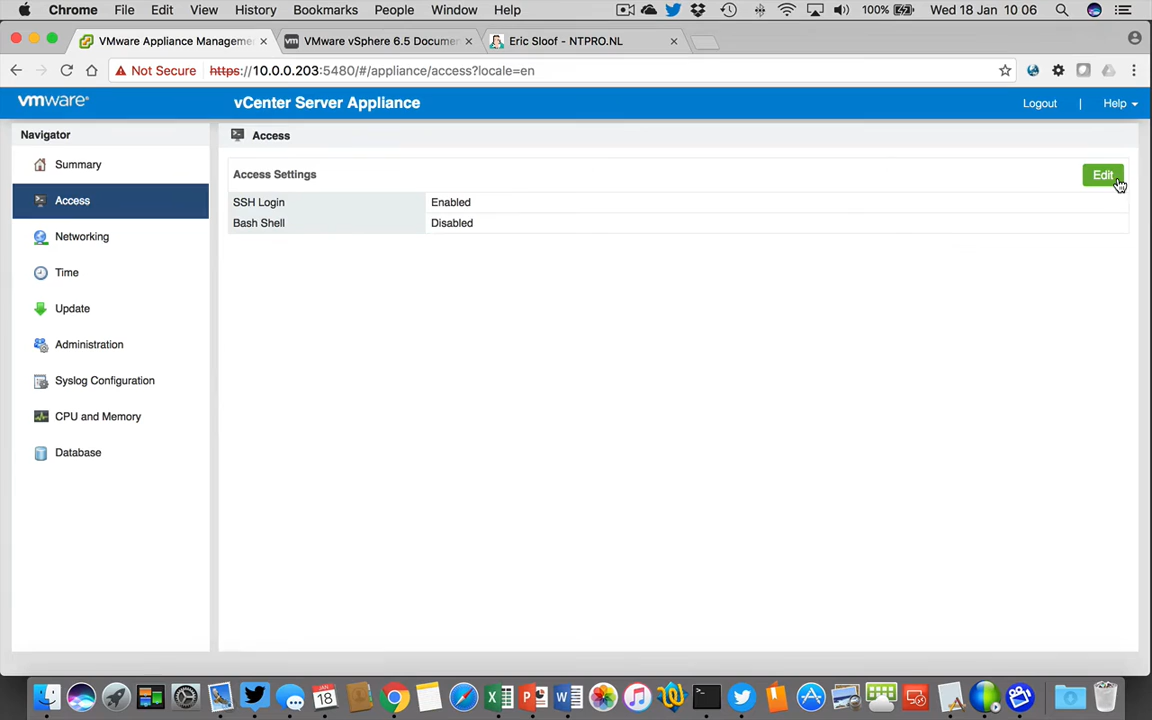 Chrome File Edit View History Bookmarks People Window Help 100% Wed 18 Jan 10 06
VMware Appliance Manageme VMware vSphere 6.5 Documen Eric Sloof - NTPRO.NL
Not Secure https://10.0.0.203:5480/#/appliance/access?locale=en
vmware vCenter Server Appliance Logout | Help
Navigator
Access
Summary
Access Settings
Edit
Access
SSH Login Enabled
Bash Shell Disabled
Networking
Time
Update
Administration
Syslog Configuration
CPU and Memory
Database